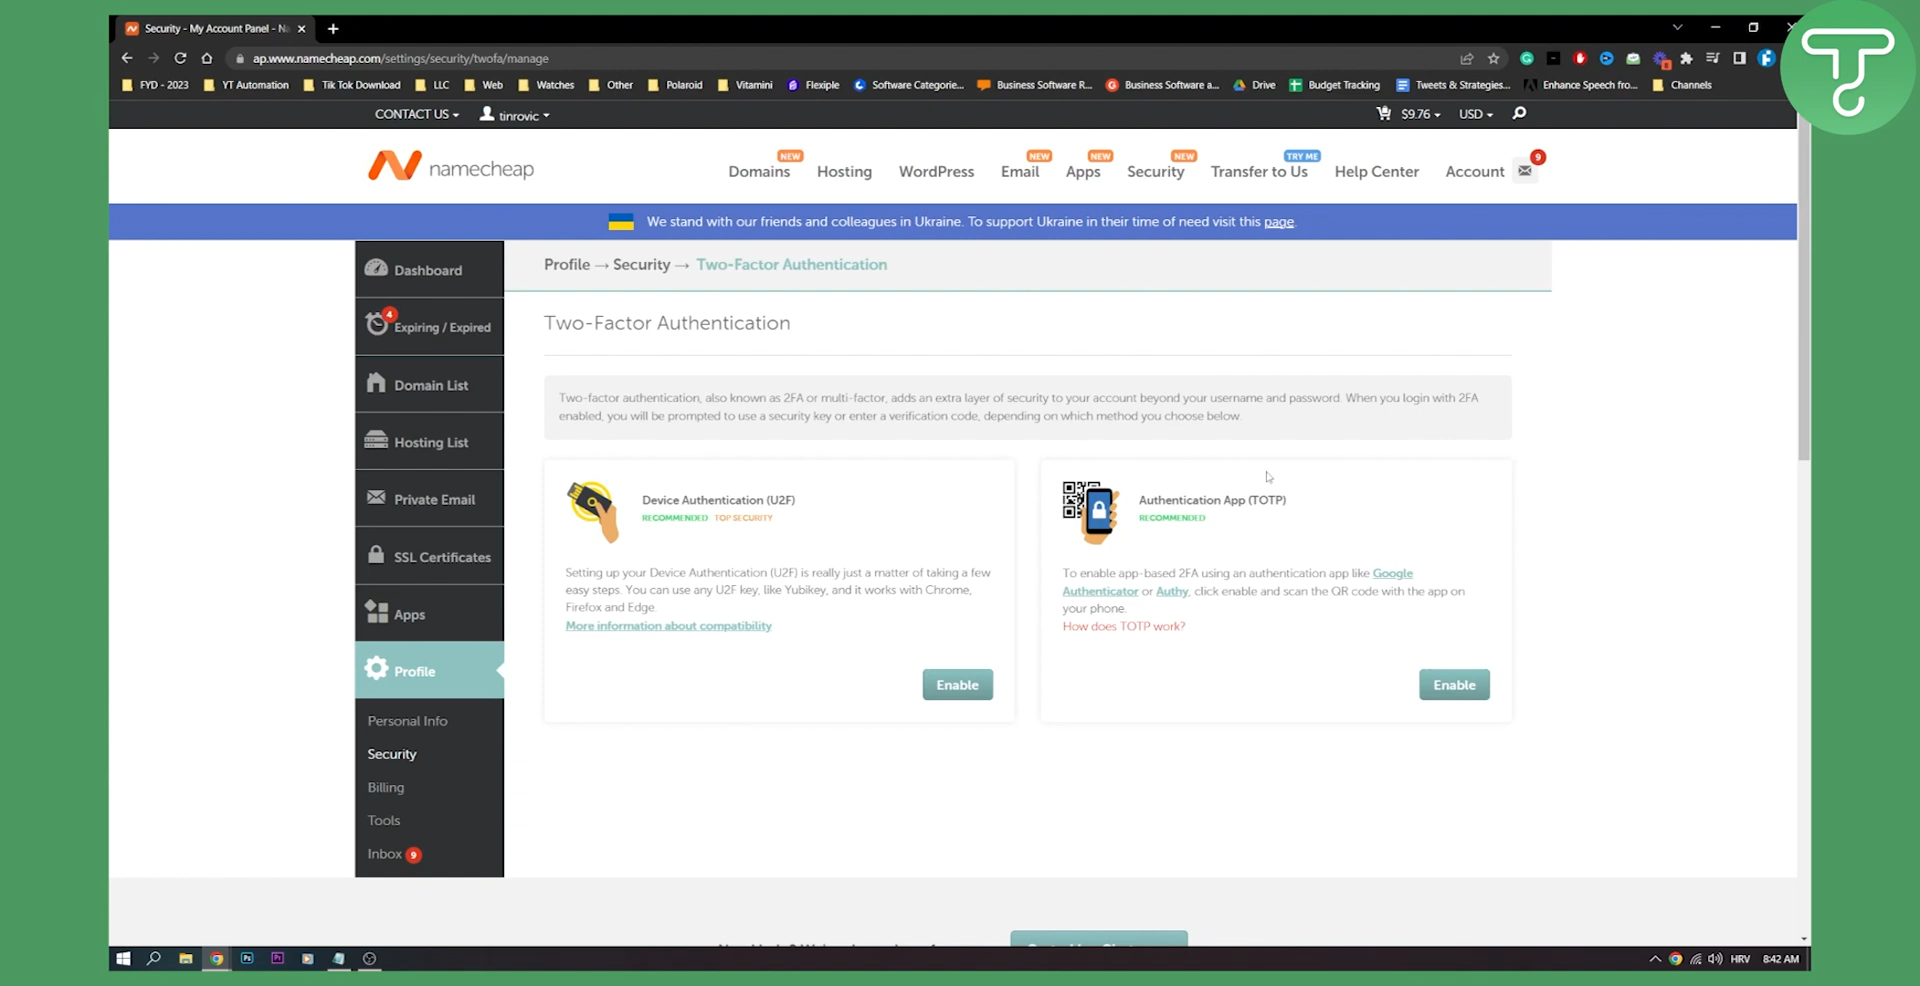 Security - My Account Panel - N
ap.www.namecheap.com/settings/security/twofa/manage
FYD - 2023 YT Automation Tik Tok Download LLC Web Watches Other Polaroid Vitamini Flexiple Software Categorie... Business Software R... Business Software a... Drive Budget Tracking Tweets & Strategies... Enhance Speech fro... Channels
CONTACT US tinrovic $9.76 USD
NEW NEW NEW NEW TRY ME 9
namecheap Domains Hosting WordPress Email Apps Security Transfer to Us Help Center Account
We stand with our friends and colleagues in Ukraine. To support Ukraine in their time of need visit this page.
Dashboard
4 Expiring / Expired
Domain List
Hosting List
Private Email
SSL Certificates
Apps
Profile
Personal Info
Security
Billing
Tools
Inbox 9
Profile → Security → Two-Factor Authentication
Two-Factor Authentication
Two-factor authentication, also known as 2FA or multi-factor, adds an extra layer of security to your account beyond your username and password. When you login with 2FA
enabled, you will be prompted to use a security key or enter a verification code, depending on which method you choose below.
Device Authentication (U2F)
RECOMMENDED TOP SECURITY
Setting up your Device Authentication (U2F) is really just a matter of taking a few
easy steps. You can use any U2F key, like Yubikey, and it works with Chrome,
Firefox and Edge.
More information about compatibility
Enable
Authentication App (TOTP)
RECOMMENDED
To enable app-based 2FA using an authentication app like Google
Authenticator or Authy, click enable and scan the QR code with the app on
your phone.
How does TOTP work?
Enable
Ps Pr HRV 8:42 AM